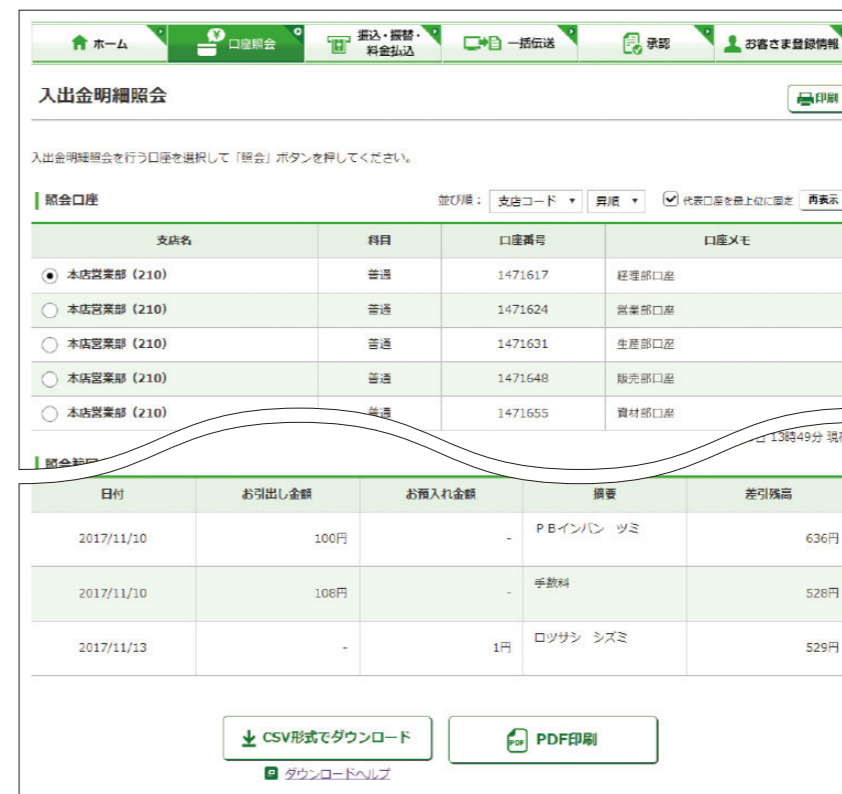 ホーム 口座照会 振込・振替・料金払込 一括伝送 承認 お客さま登録情報
入出金明細照会 印刷
入出金明細照会を行う口座を選択して「照会」ボタンを押してください。
照会口座 並び順: 支店コード ▼ 昇順 ▼ 代表口座を最上位に固定 再表示
支店名 科目 口座番号 口座メモ
本店営業部(210) 普通 1471617 経理部口座
本店営業部(210) 普通 1471624 営業部口座
本店営業部(210) 普通 1471631 生産部口座
本店営業部(210) 普通 1471648 販売部口座
本店営業部(210) 普通 1471655 資材部口座
13時49分
日付 お引出し金額 お預入れ金額 摘要 差引残高
2017/11/10 100円 - PBインバン ツミ 636円
2017/11/10 108円 - 手数料 528円
2017/11/13 - 1円 ロツサシ シズミ 529円
CSV形式でダウンロード PDF PDF印刷
ダウンロードヘルプ